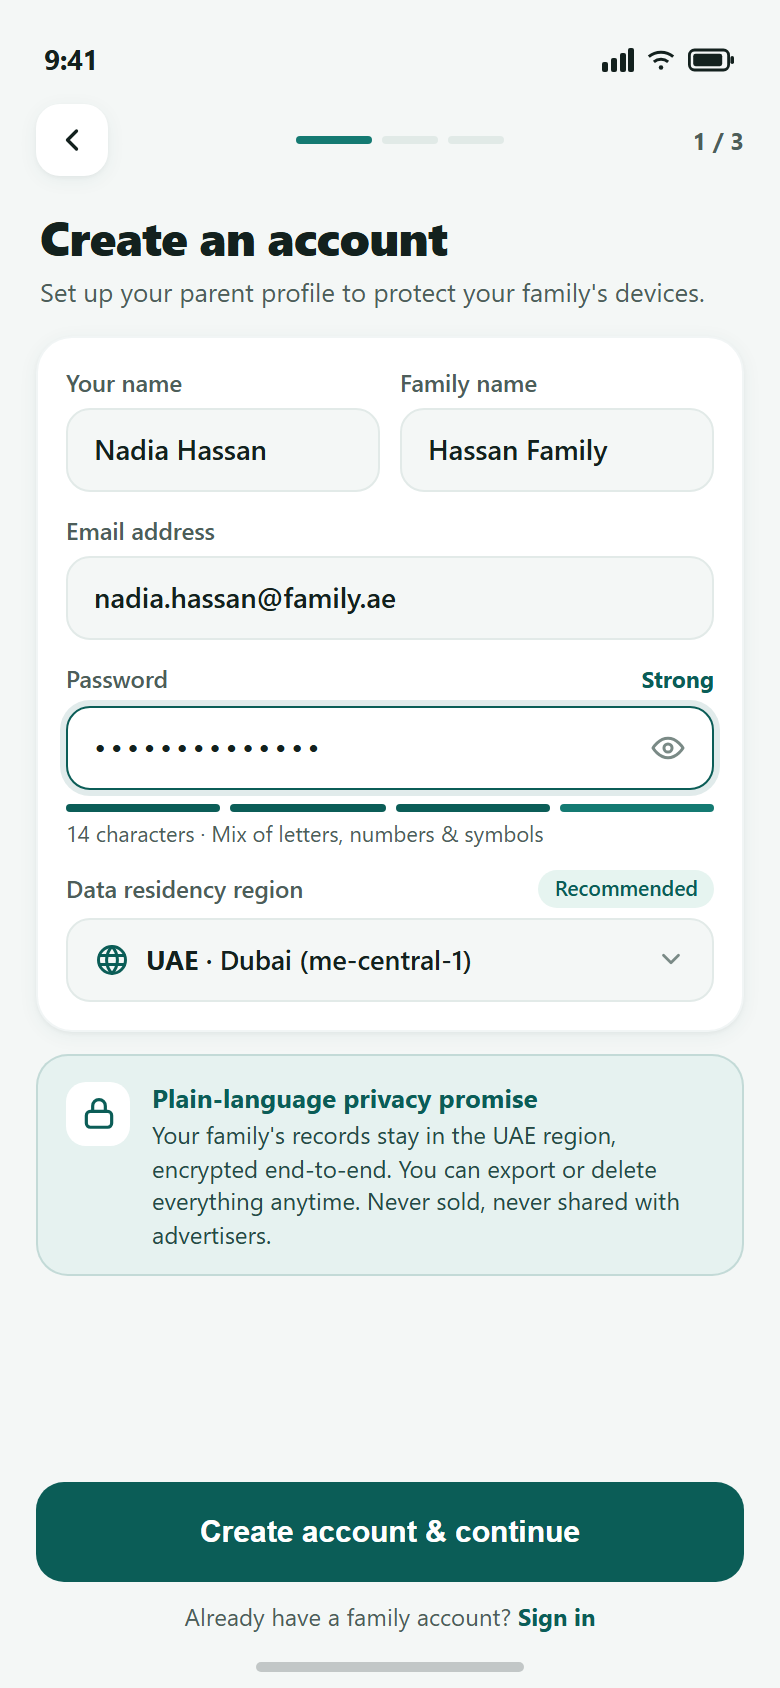 9:41
1 / 3
Create an account
Set up your parent profile to protect your family's devices.
Your name
Family name
Nadia Hassan
Hassan Family
Email address
nadia.hassan@family.ae
Password
Strong
••••••••••••••
14 characters · Mix of letters, numbers & symbols
Data residency region
Recommended
UAE · Dubai (me-central-1)
Plain-language privacy promise
Your family's records stay in the UAE region,
encrypted end-to-end. You can export or delete
everything anytime. Never sold, never shared with
advertisers.
Create account & continue
Already have a family account? Sign in